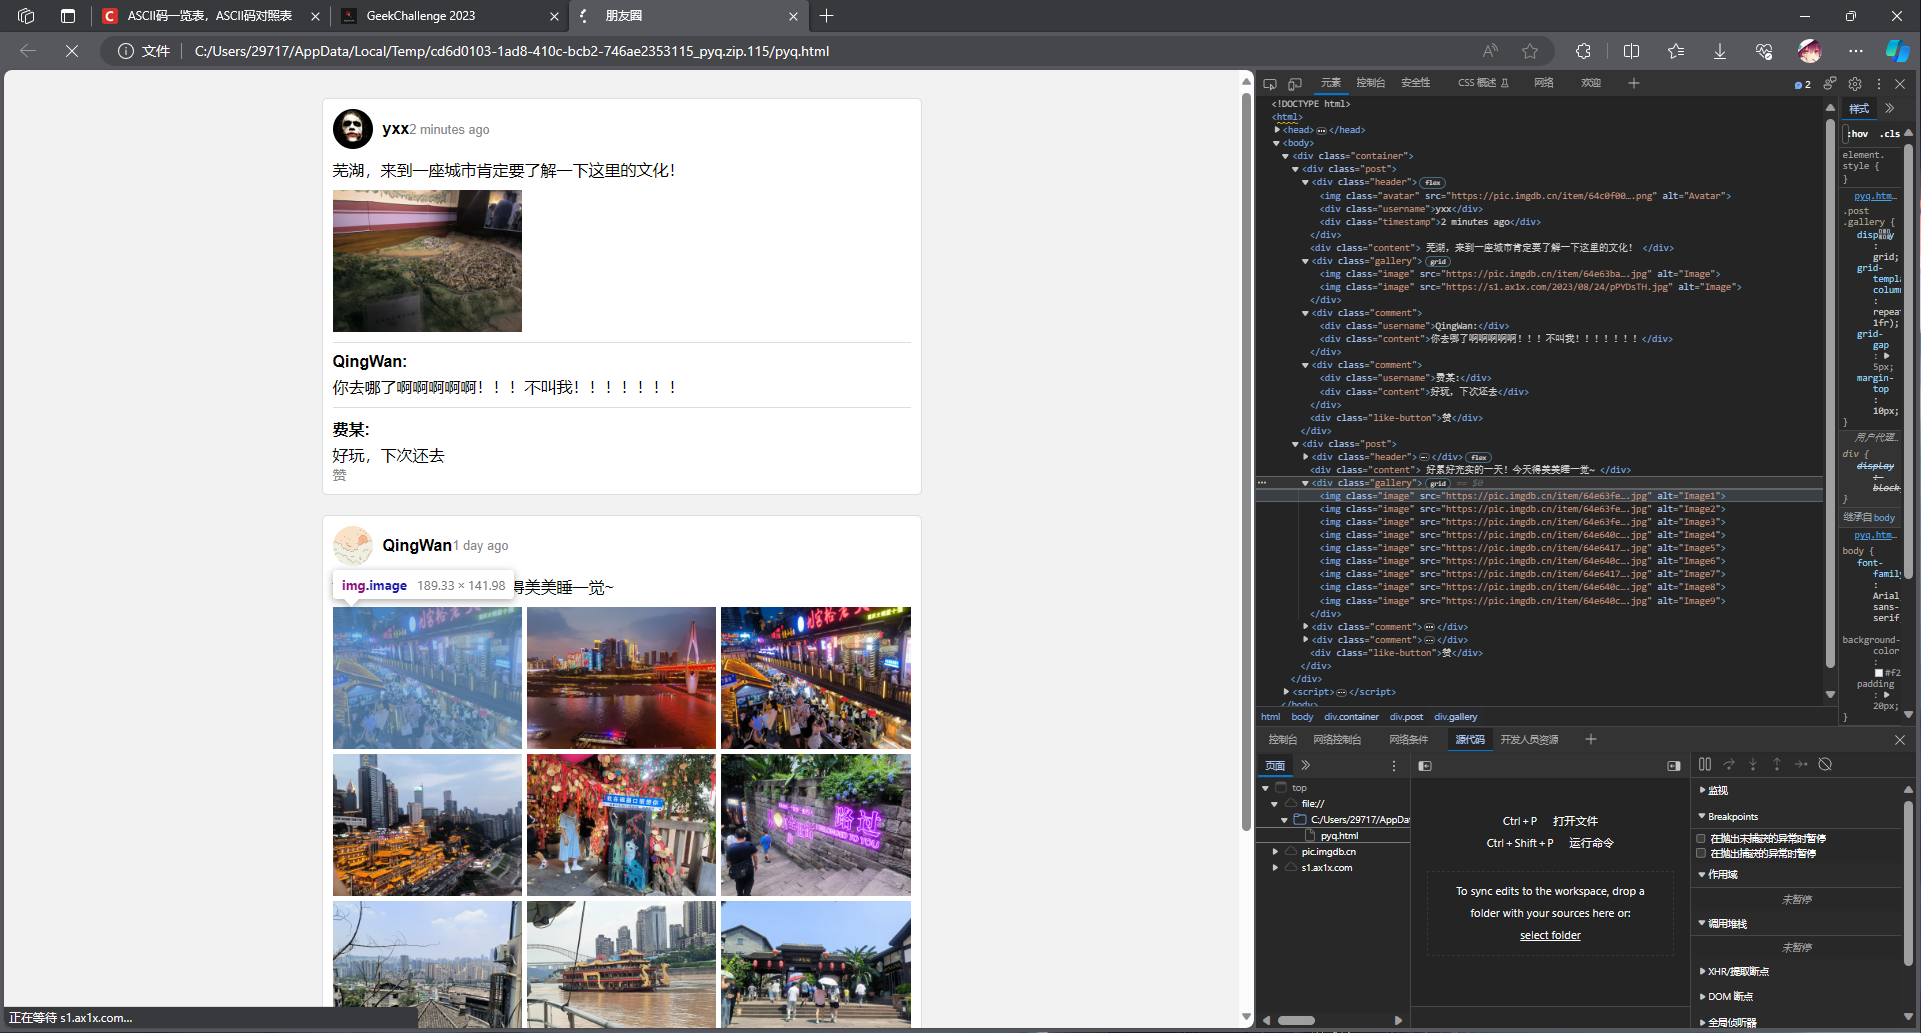 ASCII码一览表，ASCII码对照表
GeekChallenge 2023
朋友圈
文件
C:/Users/29717/AppData/Local/Temp/cd6d0103-1ad8-410c-bcb2-746ae2353115_pyq.zip.115/pyq.html
yxx2 minutes ago
芜湖，来到一座城市肯定要了解一下这里的文化！
QingWan:
你去哪了啊啊啊啊啊！！！不叫我！！！！！！！
费某:
好玩，下次还去
赞
QingWan1 day ago
img.image 189.33 × 141.98
得美美睡一觉~
路过
正在等待 s1.ax1x.com...
元素 控制台 安全性 CSS 概述 网络 欢迎
2
<!DOCTYPE html>
<html>
<head>⋯</head>
<body>
<div class="container">
<div class="post">
<div class="header"> flex
<img class="avatar" src="https://pic.imgdb.cn/item/64c0f00….png" alt="Avatar">
<div class="username">yxx</div>
<div class="timestamp">2 minutes ago</div>
</div>
<div class="content"> 芜湖，来到一座城市肯定要了解一下这里的文化！ </div>
<div class="gallery"> grid
<img class="image" src="https://pic.imgdb.cn/item/64e63ba….jpg" alt="Image">
<img class="image" src="https://s1.ax1x.com/2023/08/24/pPYDsTH.jpg" alt="Image">
</div>
<div class="comment">
<div class="username">QingWan:</div>
<div class="content">你去哪了啊啊啊啊啊！！！不叫我！！！！！！！</div>
</div>
<div class="comment">
<div class="username">费某:</div>
<div class="content">好玩，下次还去</div>
</div>
<div class="like-button">赞</div>
</div>
<div class="post">
<div class="header">⋯</div> flex
<div class="content"> 好累好充实的一天！今天得美美睡一觉~ </div>
<div class="gallery"> grid == $0
<img class="image" src="https://pic.imgdb.cn/item/64e63fe….jpg" alt="Image1">
<img class="image" src="https://pic.imgdb.cn/item/64e63fe….jpg" alt="Image2">
<img class="image" src="https://pic.imgdb.cn/item/64e63fe….jpg" alt="Image3">
<img class="image" src="https://pic.imgdb.cn/item/64e640c….jpg" alt="Image4">
<img class="image" src="https://pic.imgdb.cn/item/64e6417….jpg" alt="Image5">
<img class="image" src="https://pic.imgdb.cn/item/64e640c….jpg" alt="Image6">
<img class="image" src="https://pic.imgdb.cn/item/64e6417….jpg" alt="Image7">
<img class="image" src="https://pic.imgdb.cn/item/64e640c….jpg" alt="Image8">
<img class="image" src="https://pic.imgdb.cn/item/64e640c….jpg" alt="Image9">
</div>
<div class="comment">⋯</div>
<div class="comment">⋯</div>
<div class="like-button">赞</div>
</div>
</div>
<script>⋯</script>
</body>
html body div.container div.post div.gallery
样式
:hov .cls
element.
style {
}
pyq.htm…
.post
.gallery {
display
:
grid;
grid-
templa
colum
:
repea
1fr);
grid-
gap
:
5px;
margin-
top
:
10px;
}
用户代理…
div {
display
:
block
}
继承自body
pyq.htm…
body {
font-
family
:
Arial
sans-
serif
background-
color
:
#f2
padding
:
20px;
}
控制台 网络控制台 网络条件 源代码 开发人员资源
页面
top
file://
C:/Users/29717/AppDa
pyq.html
pic.imgdb.cn
s1.ax1x.com
Ctrl + P 打开文件
Ctrl + Shift + P 运行命令
To sync edits to the workspace, drop a
folder with your sources here or:
select folder
监视
Breakpoints
在抛出未捕获的异常时暂停
在抛出捕获的异常时暂停
作用域
未暂停
调用堆栈
未暂停
XHR/提取断点
DOM 断点
全局侦听器